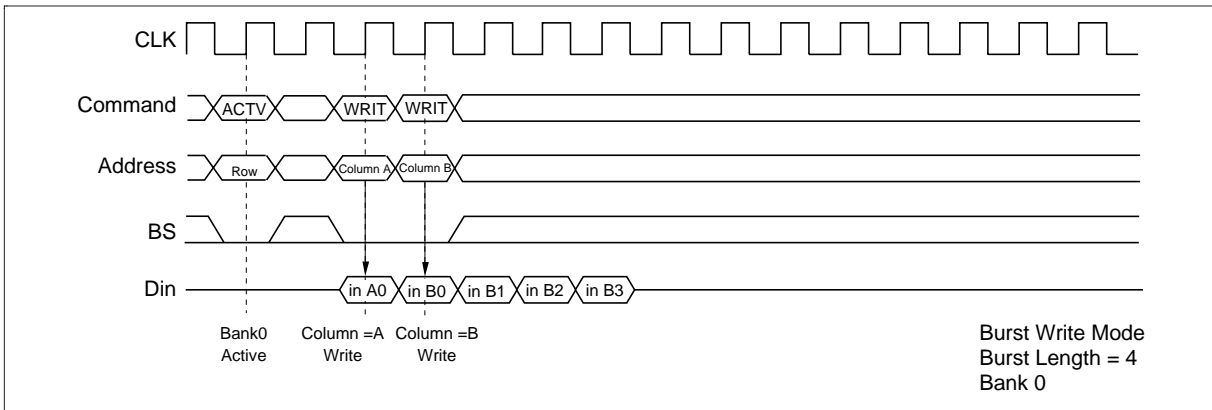 CLK
Command ACTV WRIT WRIT
Address Row Column A Column B
BS
Din in A0 in B0 in B1 in B2 in B3
Bank0 Column =A Column =B
Active Write Write
Burst Write Mode
Burst Length = 4
Bank 0